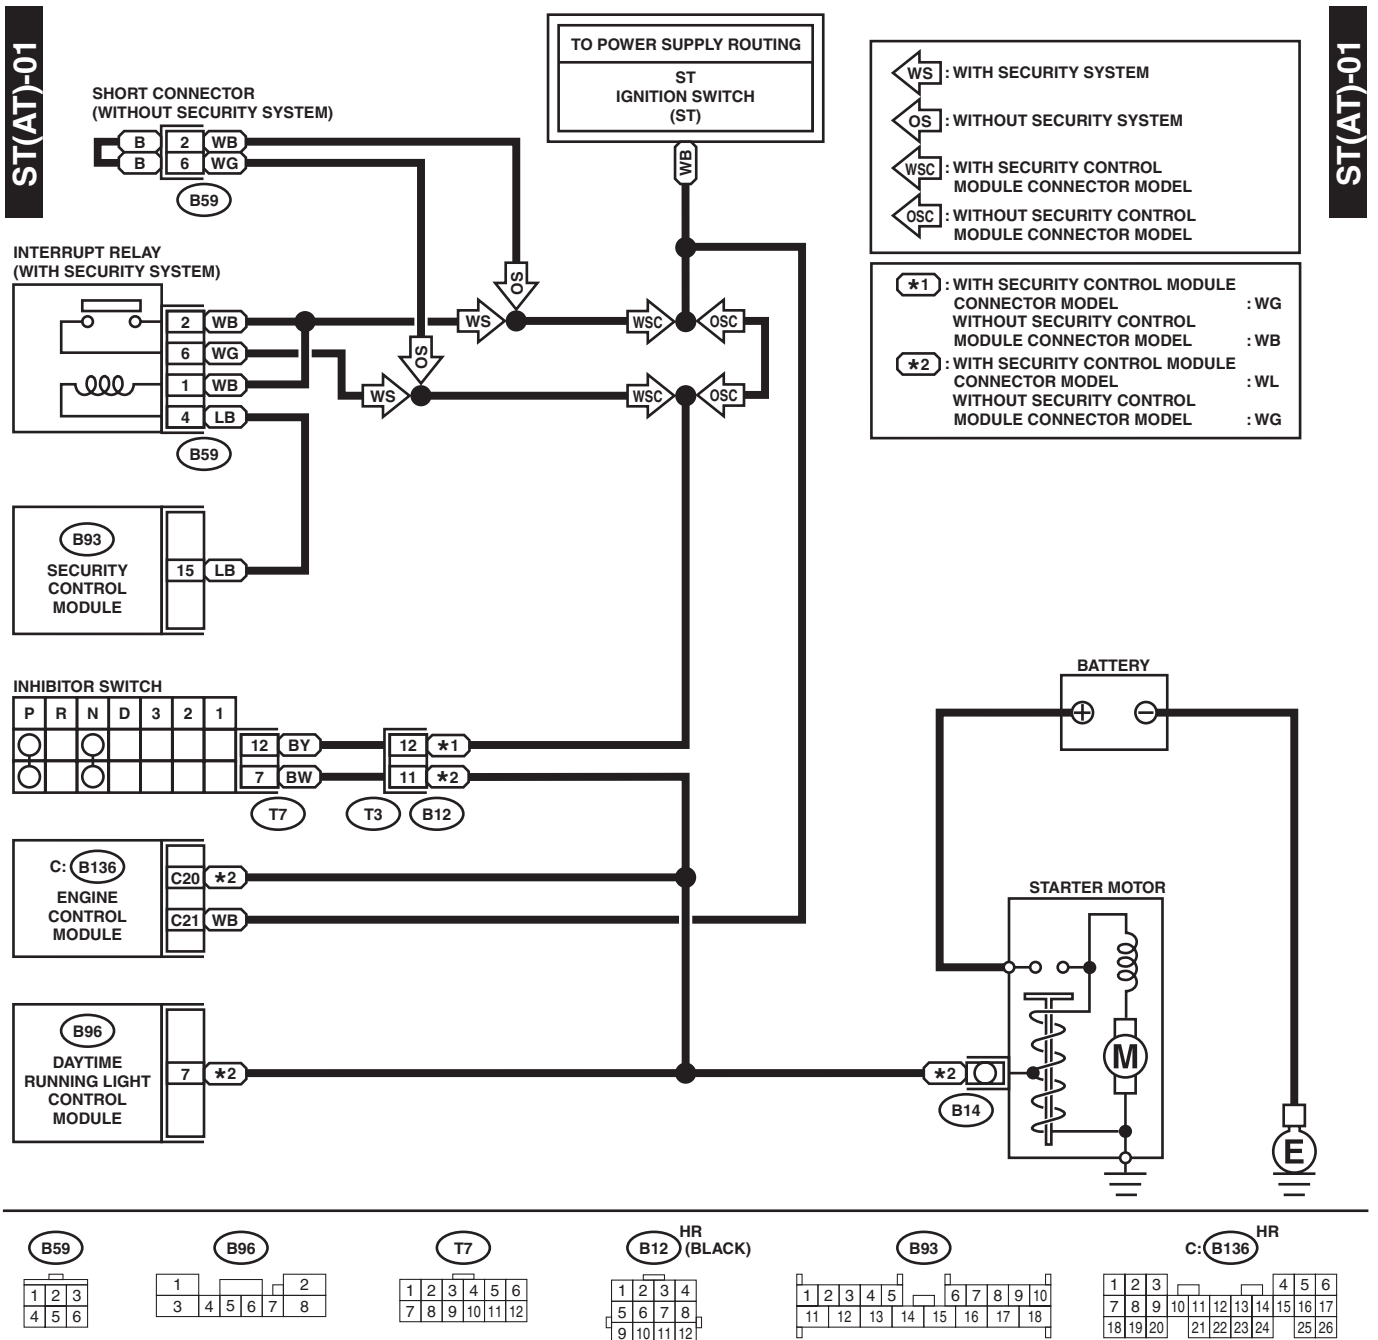 ST(AT)-01
ST(AT)-01
TO POWER SUPPLY ROUTING
ST
IGNITION SWITCH
(ST)
WB
WS : WITH SECURITY SYSTEM
OS : WITHOUT SECURITY SYSTEM
WSC : WITH SECURITY CONTROL
MODULE CONNECTOR MODEL
OSC : WITHOUT SECURITY CONTROL
MODULE CONNECTOR MODEL
*1 : WITH SECURITY CONTROL MODULE
CONNECTOR MODEL : WG
WITHOUT SECURITY CONTROL
MODULE CONNECTOR MODEL : WB
*2 : WITH SECURITY CONTROL MODULE
CONNECTOR MODEL : WL
WITHOUT SECURITY CONTROL
MODULE CONNECTOR MODEL : WG
SHORT CONNECTOR
(WITHOUT SECURITY SYSTEM)
B 2 WB
B 6 WG
B59
INTERRUPT RELAY
(WITH SECURITY SYSTEM)
OS
2 WB WS WSC OSC
6 WG OS
1 WB WS WSC OSC
4 LB
B59
B93
SECURITY
CONTROL
MODULE
15 LB
INHIBITOR SWITCH
P R N D 3 2 1
12 BY 12 *1
7 BW 11 *2
T7 T3 B12
C: B136
ENGINE
CONTROL
MODULE
C20 *2
C21 WB
B96
DAYTIME
RUNNING LIGHT
CONTROL
MODULE
7 *2
*2
B14
BATTERY
+ −
STARTER MOTOR
M
E
B59
1 2 3
4 5 6
B96
1 2
3 4 5 6 7 8
T7
1 2 3 4 5 6
7 8 9 10 11 12
B12 HR
(BLACK)
1 2 3 4
5 6 7 8
9 10 11 12
B93
1 2 3 4 5 6 7 8 9 10
11 12 13 14 15 16 17 18
C: B136 HR
1 2 3 4 5 6
7 8 9 10 11 12 13 14 15 16 17
18 19 20 21 22 23 24 25 26